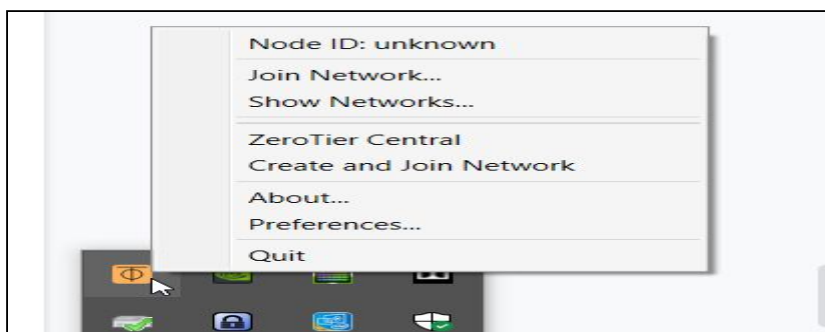 Node ID: unknown
Join Network...
Show Networks...
ZeroTier Central
Create and Join Network
About...
Preferences...
Quit